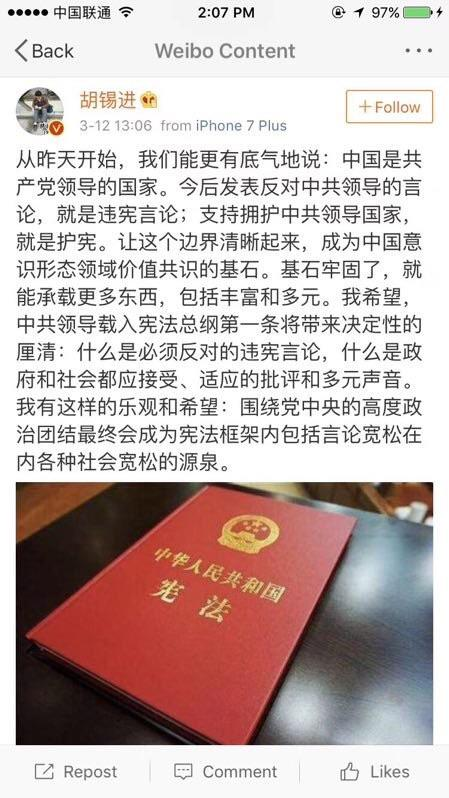 中国联通
2:07 PM
97%
Back
Weibo Content
胡锡进
3-12 13:06 from iPhone 7 Plus
+Follow
从昨天开始，我们能更有底气地说：中国是共
产党领导的国家。今后发表反对中共领导的言
论，就是违宪言论；支持拥护中共领导国家，
就是护宪。让这个边界清晰起来，成为中国意
识形态领域价值共识的基石。基石牢固了，就
能承载更多东西，包括丰富和多元。我希望，
中共领导载入宪法总纲第一条将带来决定性的
厘清：什么是必须反对的违宪言论，什么是政
府和社会都应接受、适应的批评和多元声音。
我有这样的乐观和希望：围绕党中央的高度政
治团结最终会成为宪法框架内包括言论宽松在
内各种社会宽松的源泉。
中华人民共和国
宪法
Repost
Comment
Likes